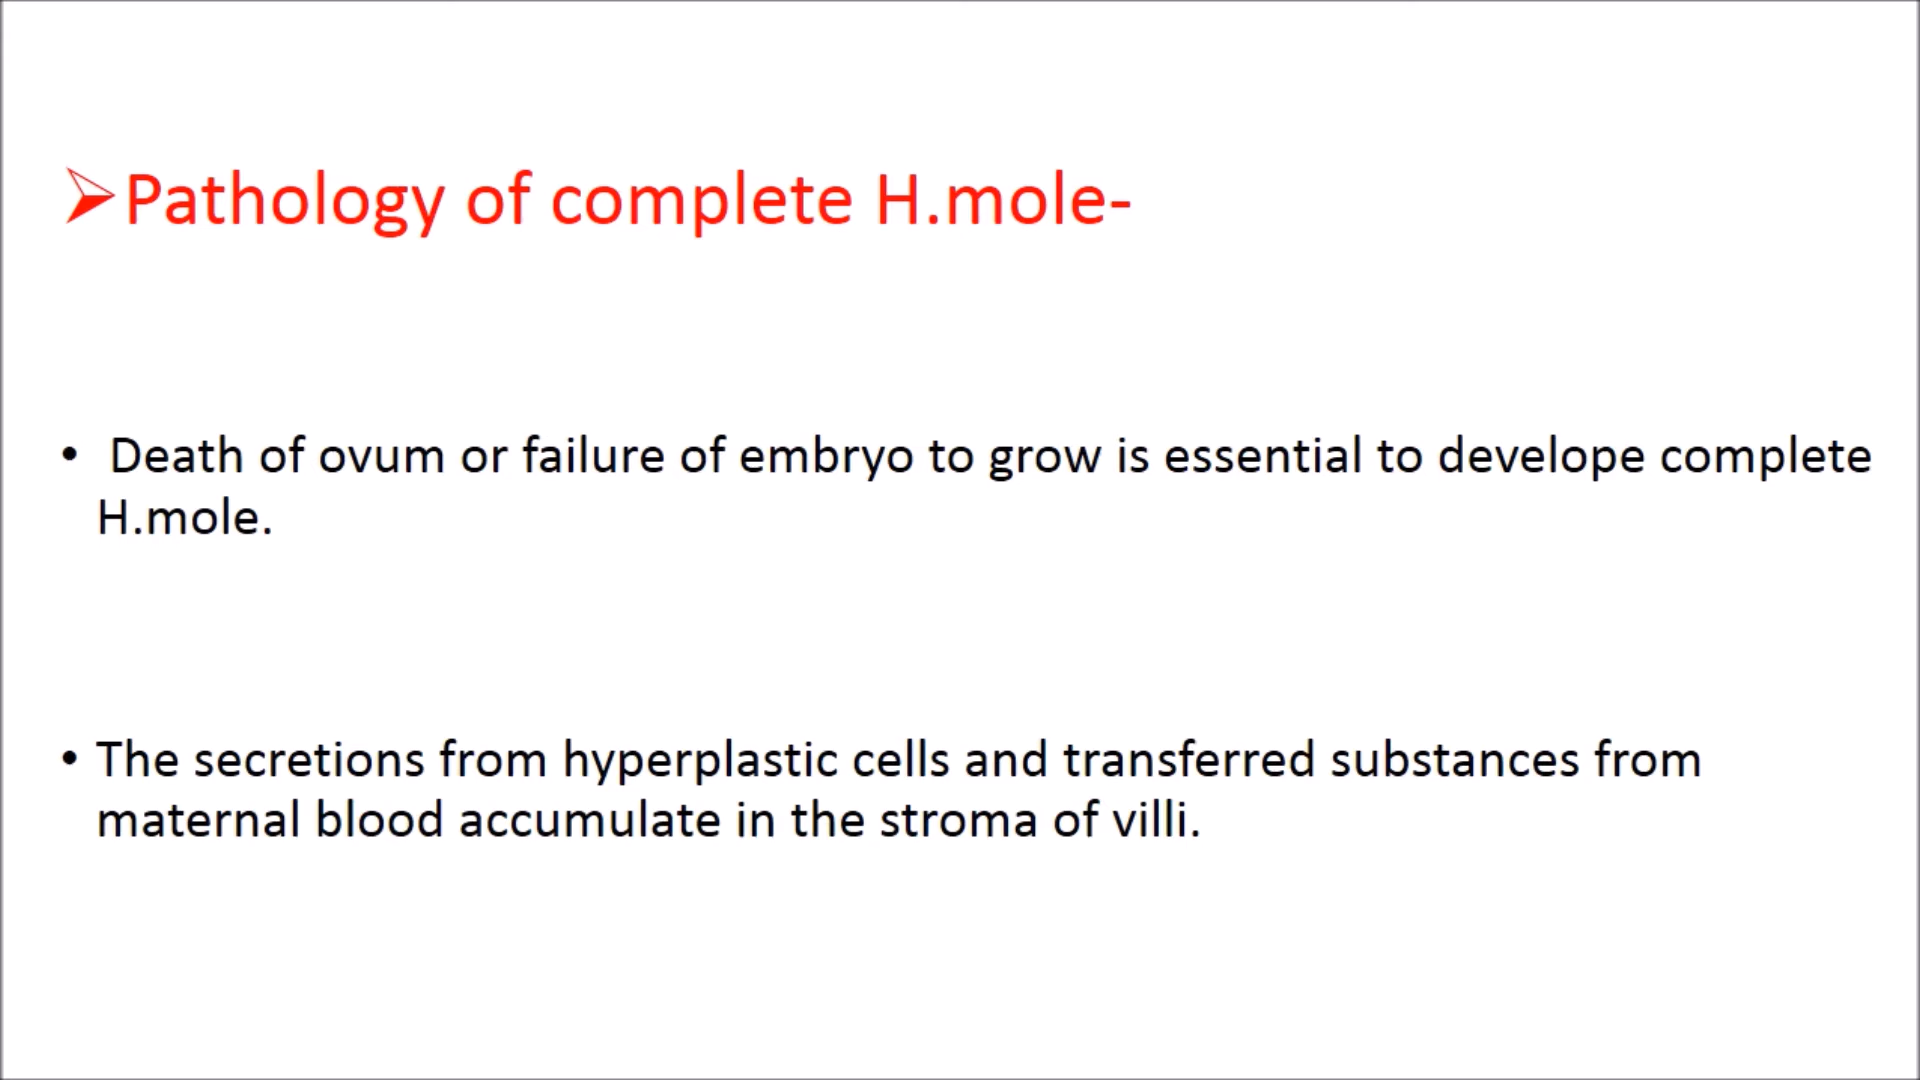 ➢Pathology of complete H.mole-
• Death of ovum or failure of embryo to grow is essential to develope complete
H.mole.
• The secretions from hyperplastic cells and transferred substances from
maternal blood accumulate in the stroma of villi.